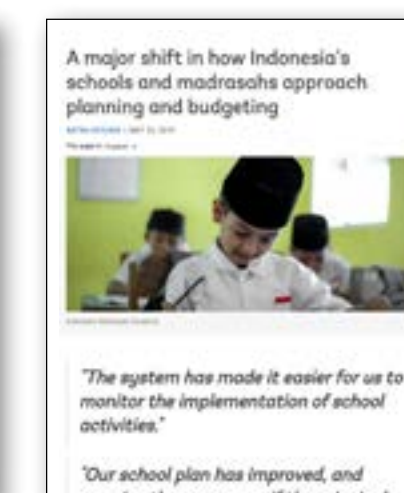 A major shift in how Indonesia's
schools and madrasahs approach
planning and budgeting
"The system has made it easier for us to
monitor the implementation of school
activities."
"Our school plan has improved, and